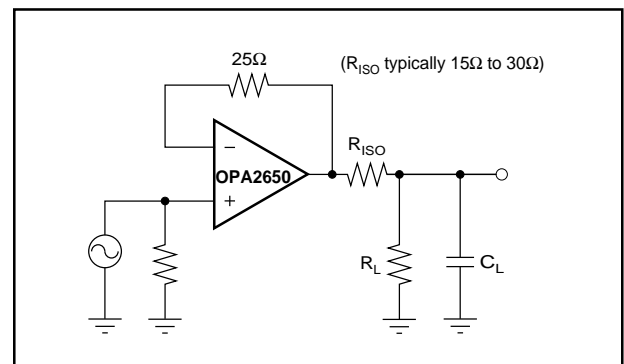 25Ω
(RISO typically 15Ω to 30Ω)
RISO
−
OPA2650
+
RL
CL